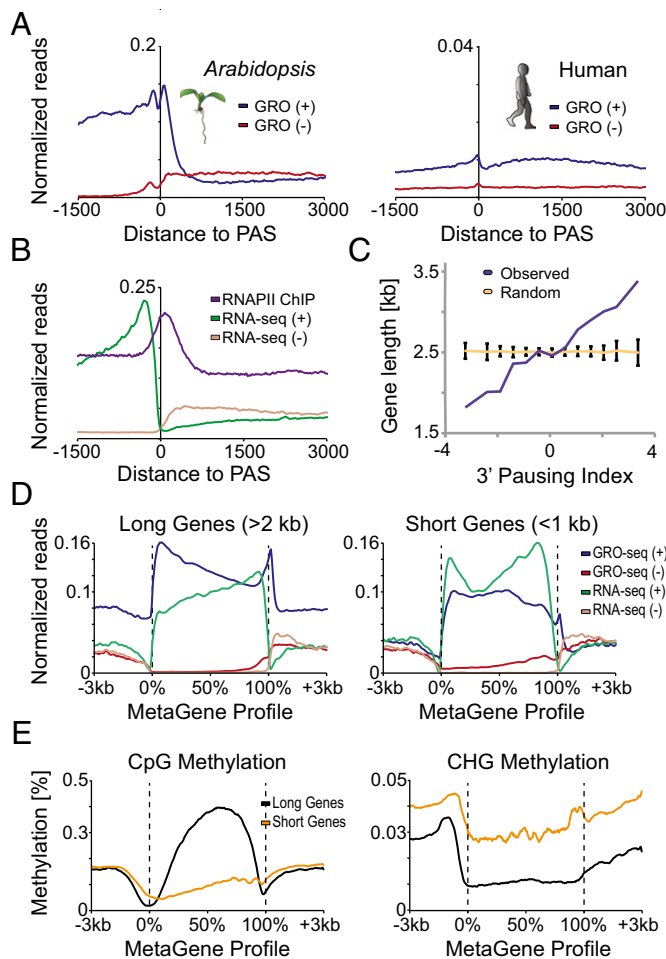 A
0.2
Arabidopsis
GRO (+)
GRO (-)
Normalized reads
-1500
0
3000
Distance to PAS
0.04
Human
GRO (+)
GRO (-)
-1500
0
3000
Distance to PAS
B
0.25
RNAPII ChIP
RNA-seq (+)
RNA-seq (-)
Normalized reads
-1500
0
3000
Distance to PAS
C
Observed
Random
Gene length [kb]
3.5
2.5
1.5
-4
0
4
3' Pausing Index
D
Long Genes (>2 kb)
Normalized reads
0.16
0.1
0
-3kb
0%
50%
100%
+3kb
MetaGene Profile
Short Genes (<1 kb)
0.16
0.1
0
GRO-seq (+)
GRO-seq (-)
RNA-seq (+)
RNA-seq (-)
-3kb
0%
50%
100%
+3kb
MetaGene Profile
E
CpG Methylation
Methylation [%]
0.5
0.3
0
Long Genes
Short Genes
-3kb
0%
50%
100%
+3kb
MetaGene Profile
CHG Methylation
0.05
0.03
0
-3kb
0%
50%
100%
+3kb
MetaGene Profile